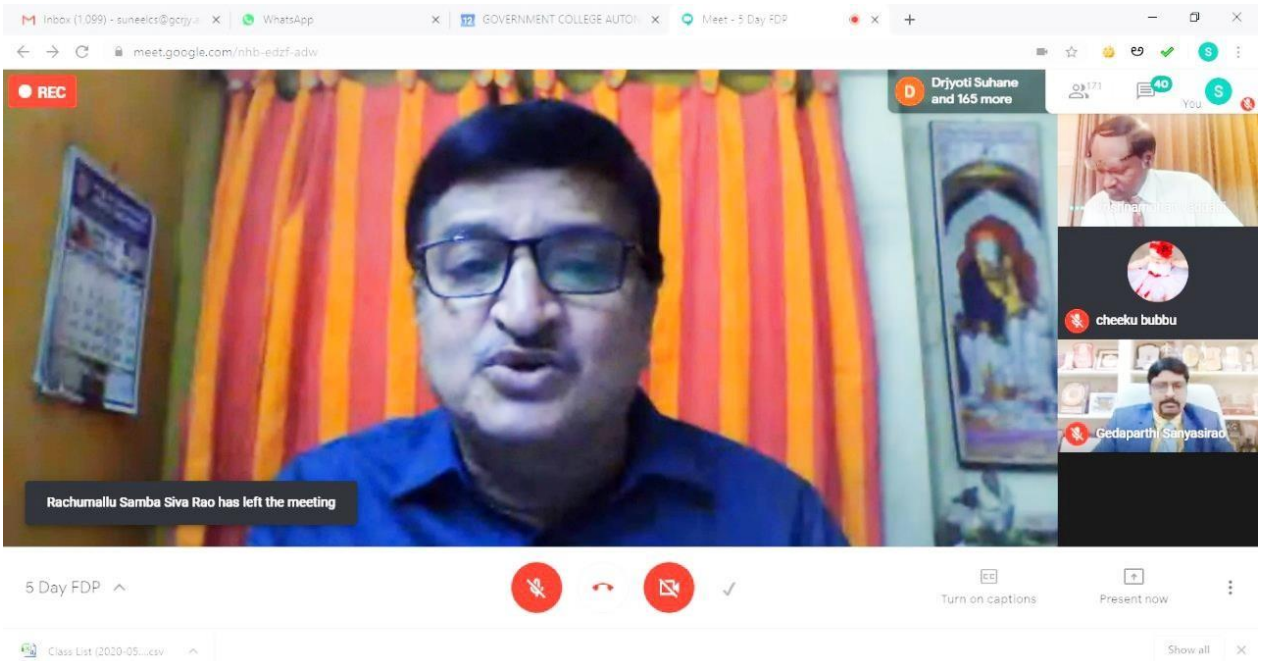 Inbox (1,099) - suneelcs@gcrjy.a
WhatsApp
GOVERNMENT COLLEGE AUTON
Meet - 5 Day FDP
meet.google.com/nhb-edzf-adw
REC
D
Drjyoti Suhane
and 165 more
171
40
You
S
cheeku bubbu
Gedaparthi Sanyasirao
Rachumallu Samba Siva Rao has left the meeting
5 Day FDP
CC
Turn on captions
Present now
Class List (2020-05....csv
Show all